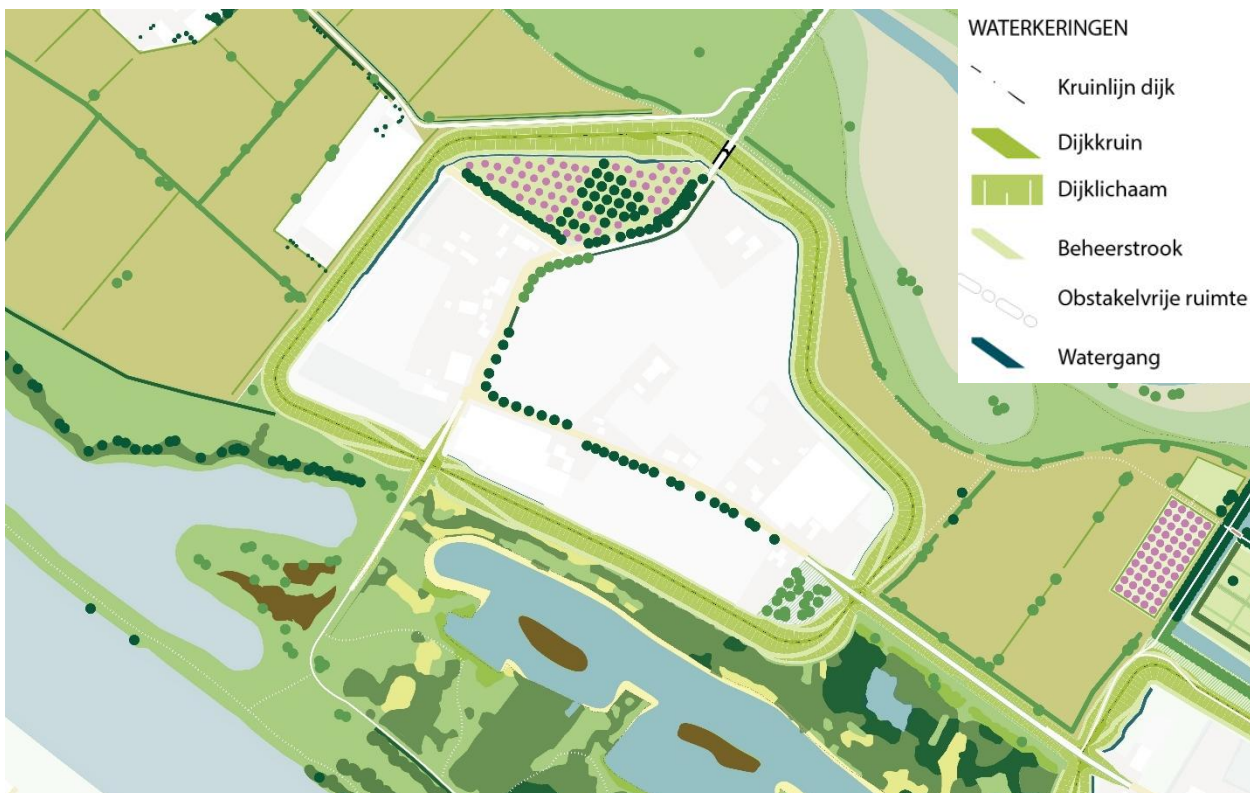 WATERKERINGEN
Kruinlijn dijk
Dijkkruin
Dijklichaam
Beheerstrook
Obstakelvrije ruimte
Watergang